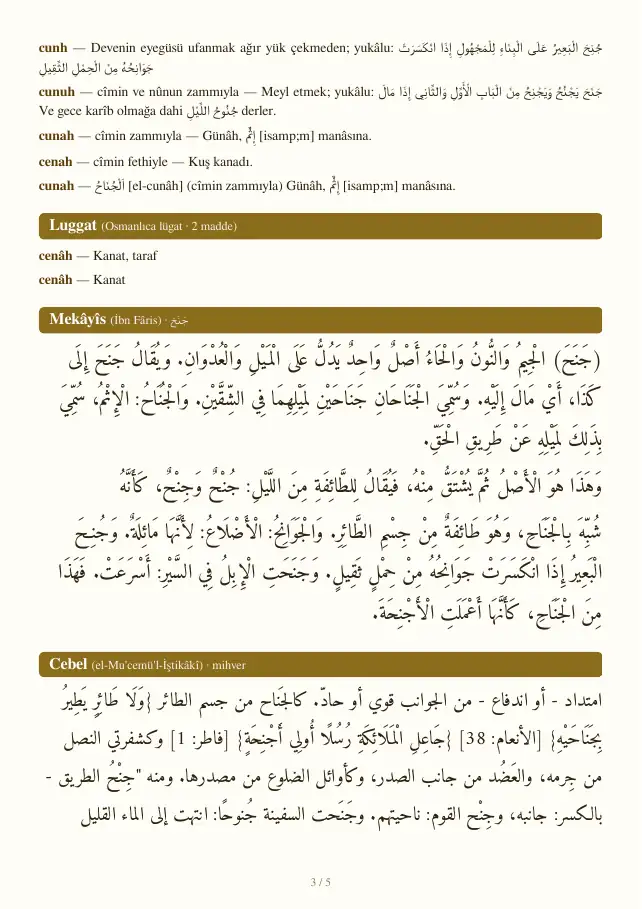 cunh — Devenin eyegüsü ufanmak ağır yük çekmeden; yukâlu: جُنِحَ الْبَعِيرُ عَلَى الْبِنَاءِ لِلْمَجْهُولِ إِذَا انْكَسَرَتْ
جَوَانِحُهُ مِنَ الْحِمْلِ الثَّقِيلِ
cunuh — cîmin ve nûnun zammıyla — Meyl etmek; yukâlu: جَنَحَ يَجْنُحُ وَيَجْنِحُ مِنَ الْبَابِ الْأَوَّلِ وَالثَّانِي إِذَا مَالَ
Ve gece karîb olmağa dahi جُنُوحُ اللَّيْلِ derler.
cunah — cîmin zammıyla — Günâh, إِثْمٌ [isamp;m] manâsına.
cenah — cîmin fethiyle — Kuş kanadı.
cunah — اَلْجُنَاحُ [el-cunâh] (cîmin zammıyla) Günâh, إِثْمٌ [isamp;m] manâsına.
Luggat (Osmanlıca lügat · 2 madde)
cenâh — Kanat, taraf
cenâh — Kanat
Mekâyîs (İbn Fâris) · جَنَحَ
(جَنَحَ) الْجِيمُ وَالنُّونُ وَالْحَاءُ أَصْلٌ وَاحِدٌ يَدُلُّ عَلَى الْمَيْلِ وَالْعُدْوَانِ. وَيُقَالُ جَنَحَ إِلَى
كَذَا، أَيْ مَالَ إِلَيْهِ. وَسُمِّيَ الْجَنَاحَانِ جَنَاحَيْنِ لِمَيْلِهِمَا فِي الشِّقَّيْنِ. وَالْجُنَاحُ: الْإِثْمُ، سُمِّيَ
بِذَلِكَ لِمَيْلِهِ عَنْ طَرِيقِ الْحَقِّ.
وَهَذَا هُوَ الْأَصْلُ ثُمَّ يُشْتَقُّ مِنْهُ، فَيُقَالُ لِلطَّائِفَةِ مِنَ اللَّيْلِ: جُنْحٌ وَجِنْحٌ، كَأَنَّهُ
شُبِّهَ بِالْجَنَاحِ، وَهُوَ طَائِفَةٌ مِنْ جِسْمِ الطَّائِرِ. وَالْجَوَانِحُ: الْأَضْلَاعُ; لِأَنَّهَا مَائِلَةٌ. وَجُنِحَ
الْبَعِيرُ إِذَا انْكَسَرَتْ جَوَانِحُهُ مِنْ حِمْلٍ ثَقِيلٍ. وَجَنَحَتِ الْإِبِلُ فِي السَّيْرِ: أَسْرَعَتْ. فَهَذَا
مِنَ الْجَنَاحِ، كَأَنَّهَا أَعْمَلَتِ الْأَجْنِحَةَ.
Cebel (el-Mu'cemü'l-İştikâkî) · mihver
امتداد - أو اندفاع - من الجوانب قوي أو حادّ. كالجَناح من جسم الطائر {وَلَا طَائِرٍ يَطِيرُ
بِجَنَاحَيْهِ} [الأنعام: 38] {جَاعِلِ الْمَلَائِكَةِ رُسُلًا أُولِي أَجْنِحَةٍ} [فاطر: 1] وكشفرتي النصل
من جِرمه، والعَضُد من جانب الصدر، وكأوائل الضلوع من مصدرها. ومنه "جِنْحُ الطريق -
بالكسر: جانبه، وجِنْح القوم: ناحيتهم. وجَنَحت السفينة جُنوحًا: انتهت إلى الماء القليل
3 / 5